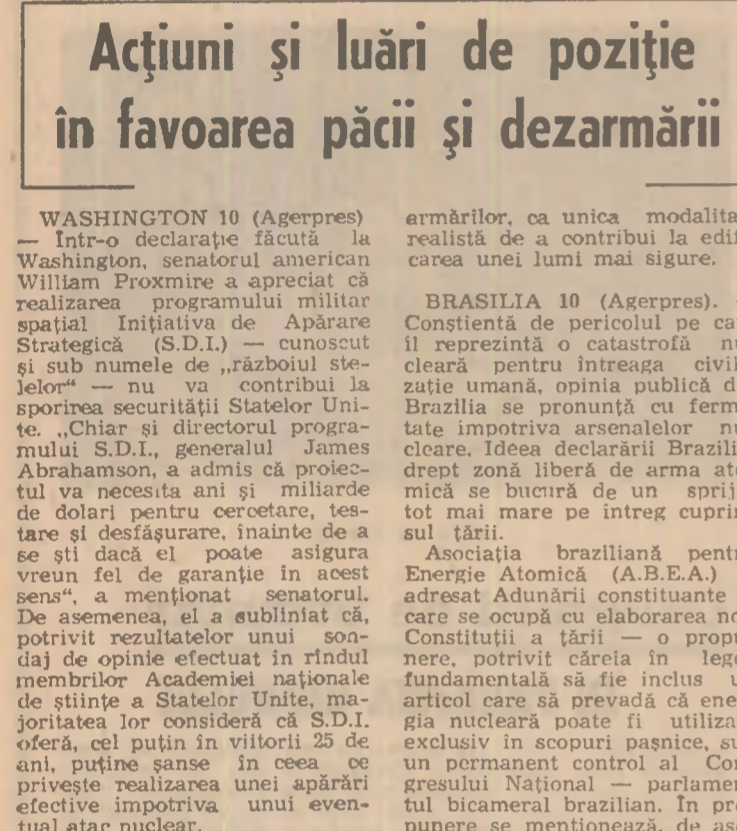 Acţiuni şi luări de poziţie
în favoarea păcii şi dezarmării
WASHINGTON 10 (Agerpres)
— Într-o declaraţie făcută la
Washington, senatorul american
William Proxmire a apreciat că
realizarea programului militar
spaţial Iniţiativa de Apărare
Strategică (S.D.I.) — cunoscut
şi sub numele de „războiul ste-
lelor“ — nu va contribui la
sporirea securităţii Statelor Uni-
te. „Chiar şi directorul progra-
mului S.D.I., generalul James
Abrahamson, a admis că proiec-
tul va necesita ani şi miliarde
de dolari pentru cercetare, tes-
tare şi desfăşurare, înainte de a
se şti dacă el poate asigura
vreun fel de garanţie în acest
sens“, a menţionat senatorul.
De asemenea, el a subliniat că,
potrivit rezultatelor unui son-
daj de opinie efectuat în rîndul
membrilor Academiei naţionale
de ştiinţe a Statelor Unite, ma-
joritatea lor consideră că S.D.I.
oferă, cel puţin în viitorii 25 de
ani, puţine şanse în ceea ce
priveşte realizarea unei apărări
efective împotriva unui even-
tual atac nuclear.
armărilor, ca unica modalita
realistă de a contribui la edif
carea unei lumi mai sigure.
BRASILIA 10 (Agerpres).
Conştientă de pericolul pe ca
îl reprezintă o catastrofă nu
cleară pentru întreaga civil
zaţie umană, opinia publică d
Brazilia se pronunţă cu ferm
tate împotriva arsenalelor nu
cleare. Ideea declarării Brazili
drept zonă liberă de arma ato
mică se bucură de un sprij
tot mai mare pe întreg cuprin
sul ţării.
Asociaţia braziliană pent
Energie Atomică (A.B.E.A.)
adresat Adunării constituante
care se ocupă cu elaborarea no
Constituţii a ţării — o propu
nere, potrivit căreia în lege
fundamentală să fie inclus u
articol care să prevadă că ener
gia nucleară poate fi utiliza
exclusiv în scopuri paşnice, su
un permanent control al Con
gresului Naţional — parlamen
tul bicameral brazilian. În pro
punere se menţionează, de ase